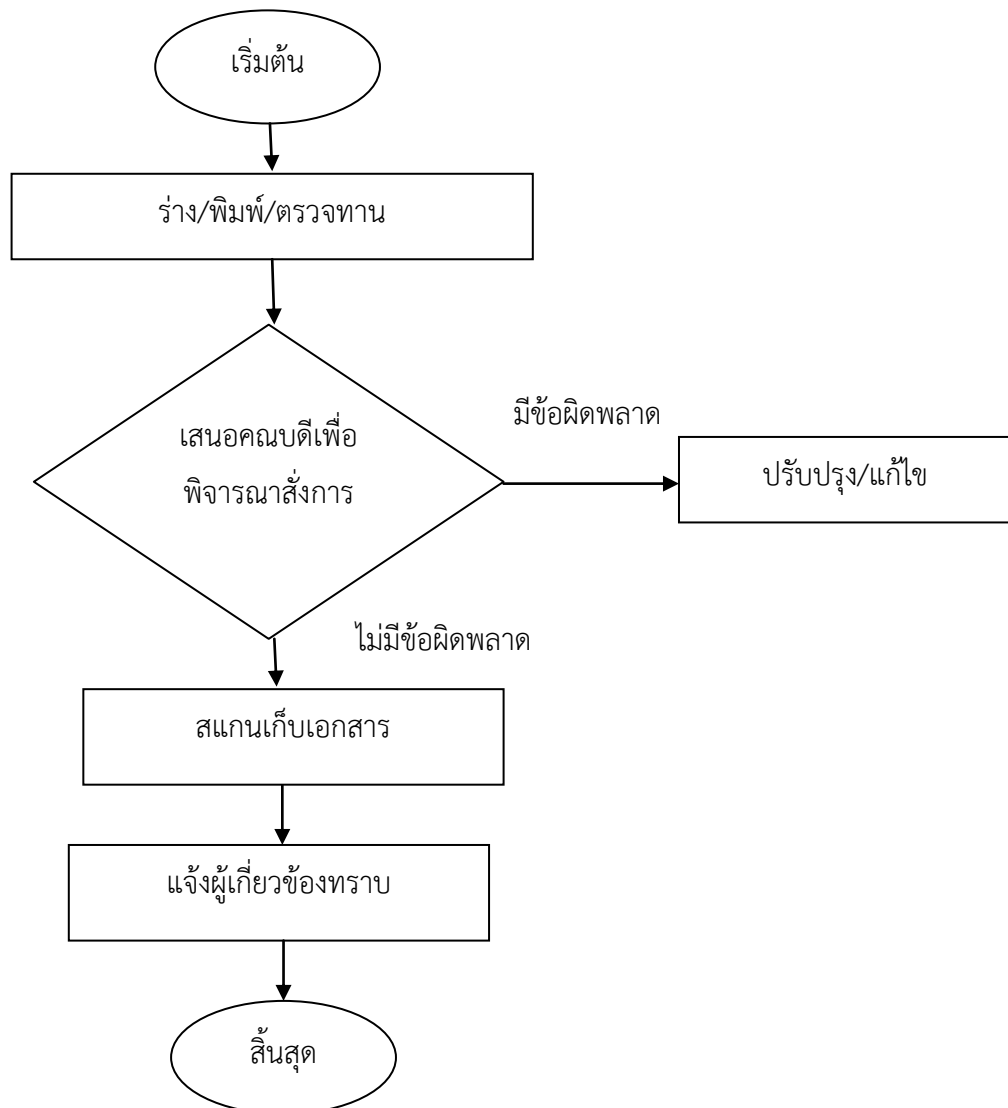 เริ่มต้น
ร่าง/พิมพ์/ตรวจทาน
เสนอคณบดีเพื่อ
พิจารณาสั่งการ
มีข้อผิดพลาด
ปรับปรุง/แก้ไข
ไม่มีข้อผิดพลาด
สแกนเก็บเอกสาร
แจ้งผู้เกี่ยวข้องทราบ
สิ้นสุด